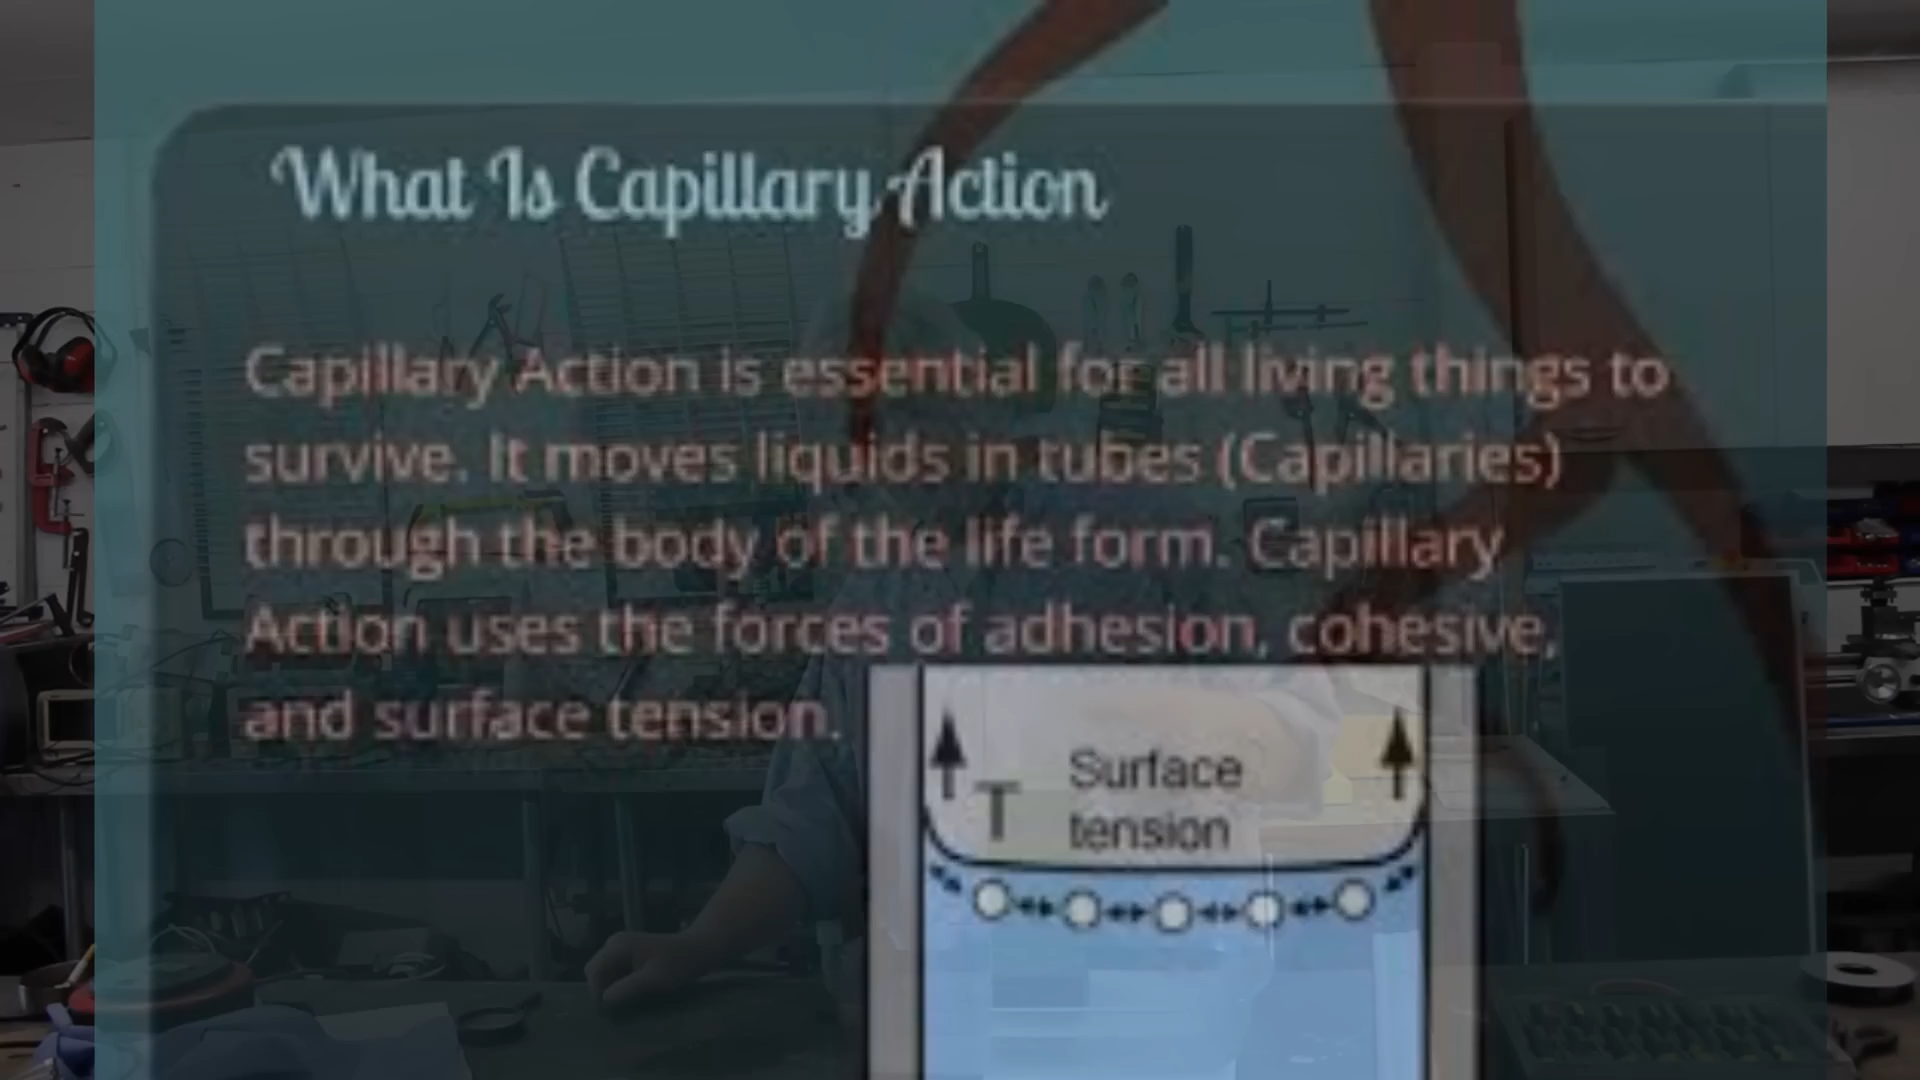 What Is Capillary Action
Capillary Action is essential for all living things to
survive. It moves liquids in tubes (Capillaries)
through the body of the life form. Capillary
Action uses the forces of adhesion, cohesive,
and surface tension.
T
Surface
tension